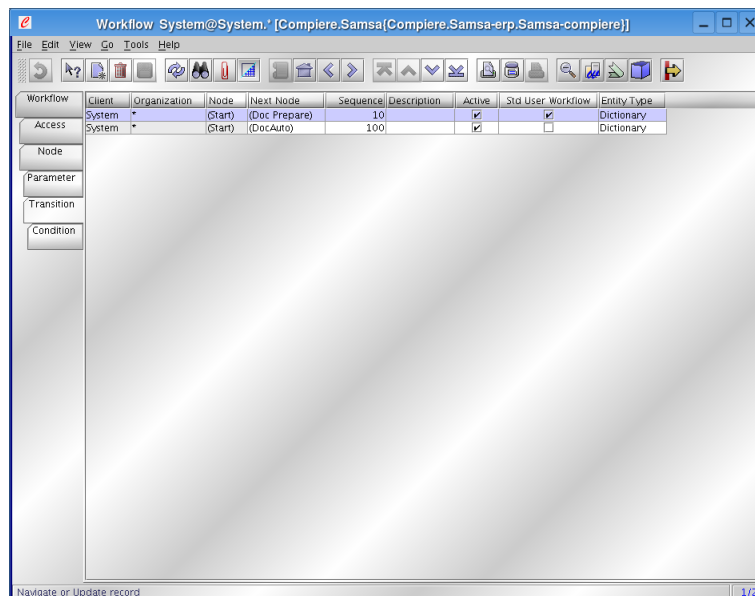 Workflow System@System.* [Compiere.Samsa{Compiere.Samsa-erp.Samsa-compiere}]
File Edit View Go Tools Help
Workflow
Access
Node
Parameter
Transition
Condition
Client Organization Node Next Node Sequence Description Active Std User Workflow Entity Type
System * (Start) (Doc Prepare) 10 Dictionary
System * (Start) (DocAuto) 100 Dictionary
Navigate or Update record 1/2